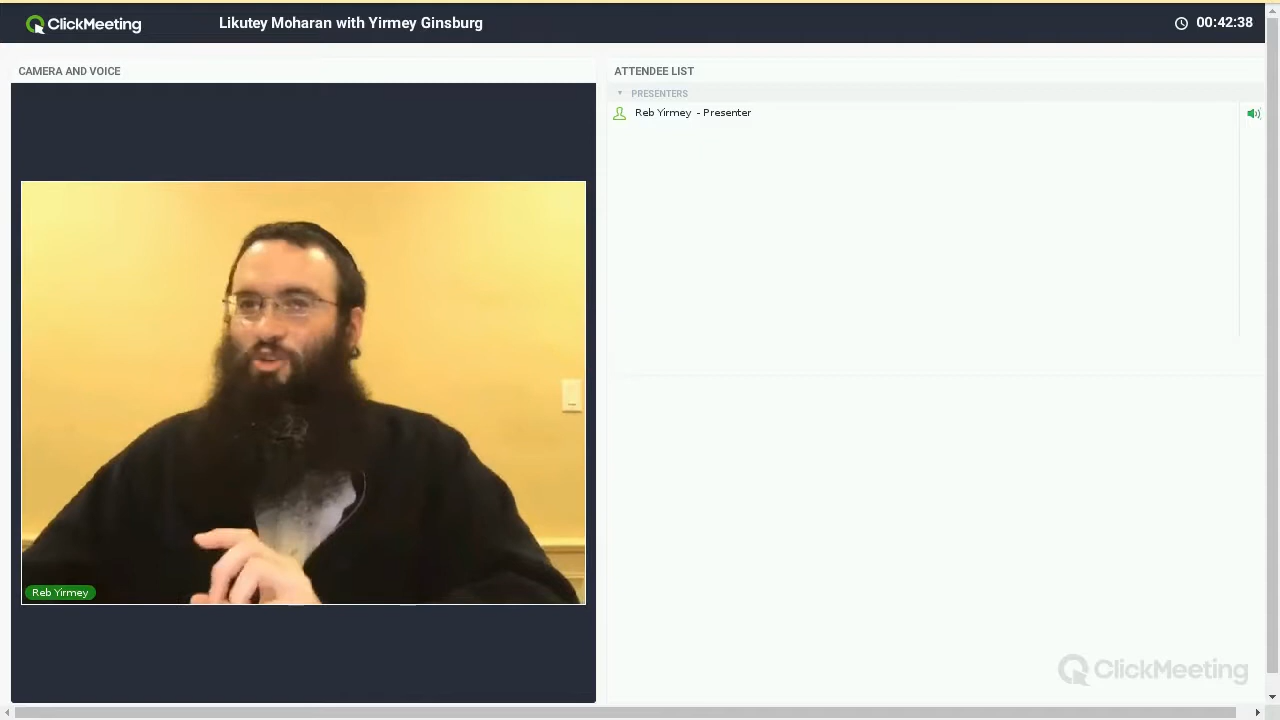 ClickMeeting
Likutey Moharan with Yirmey Ginsburg
00:42:38
CAMERA AND VOICE
ATTENDEE LIST
PRESENTERS
Reb Yirmey - Presenter
Reb Yirmey
ClickMeeting